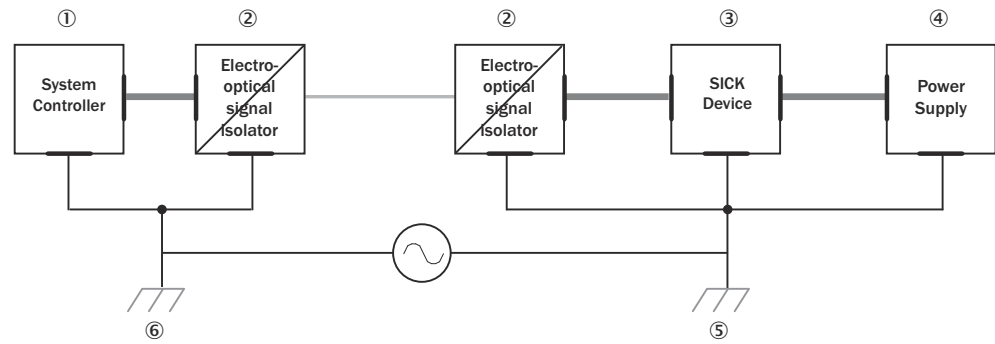 ① ② ② ③ ④
System
Controller
Electro-
optical
signal
Isolator
Electro-
optical
signal
Isolator
SICK
Device
Power
Supply
⑥ ⑤